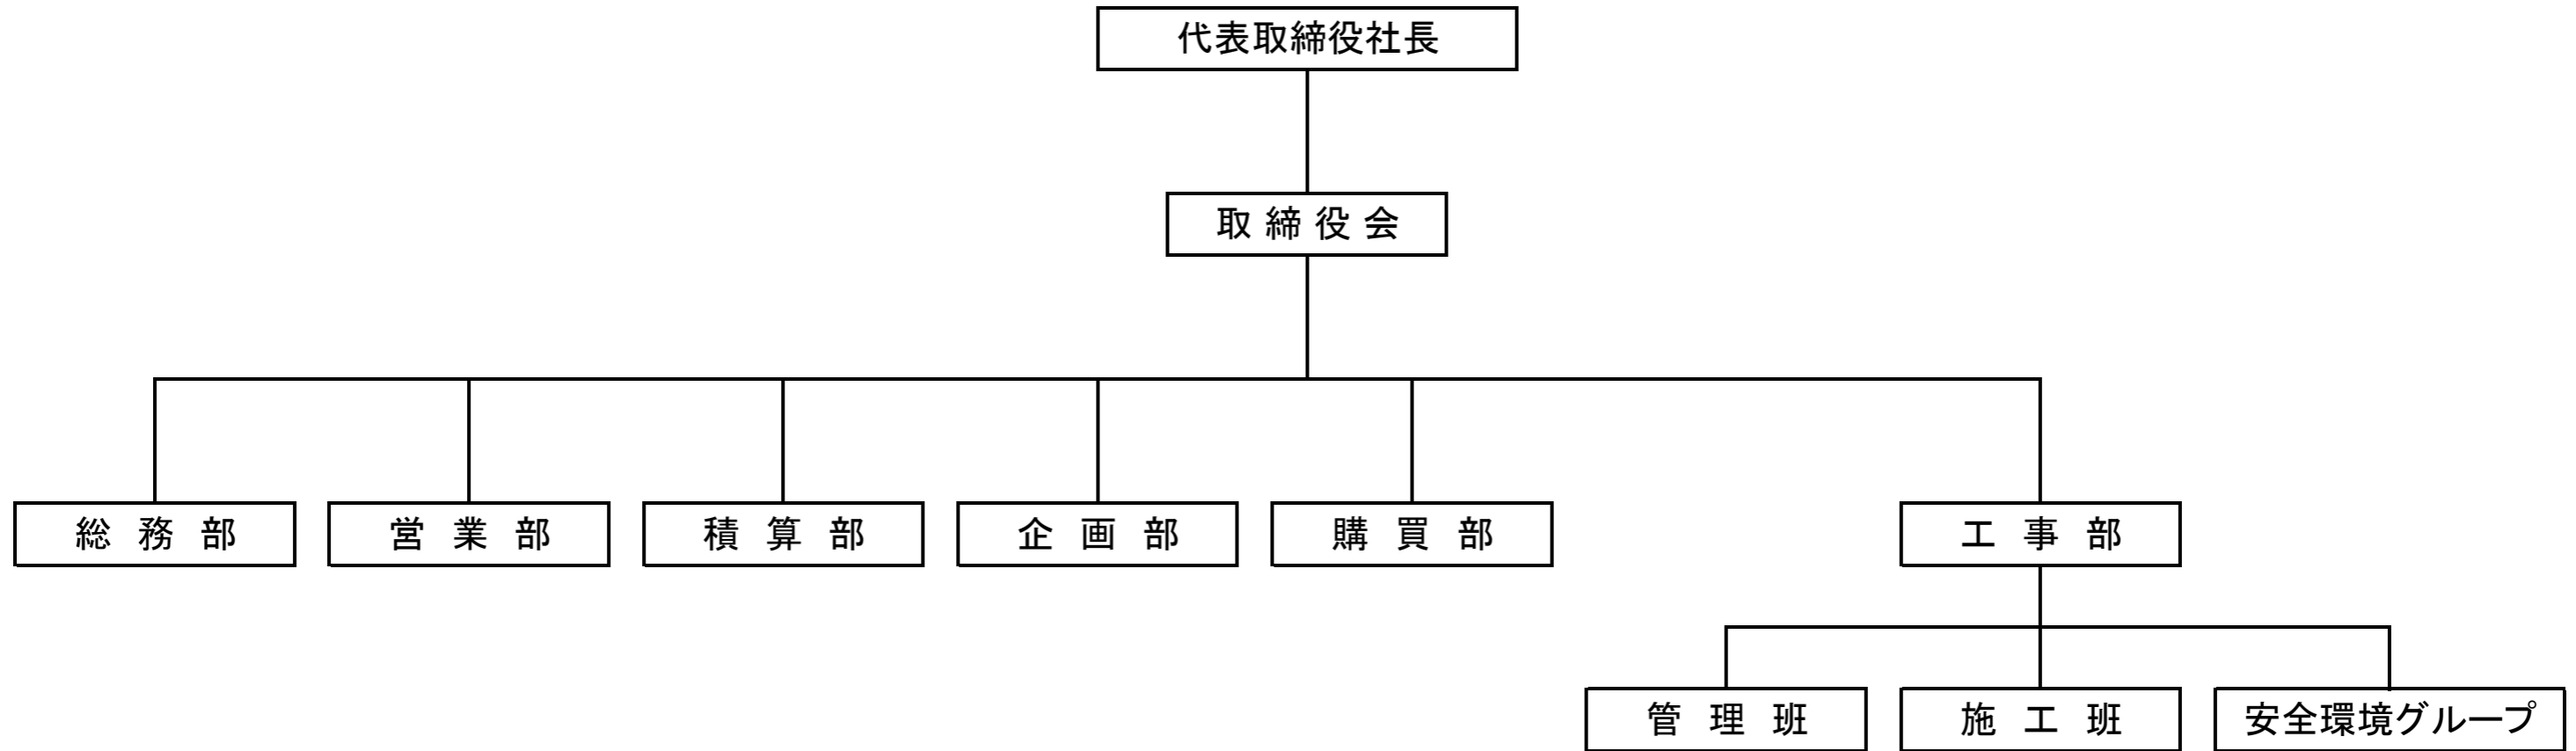 代表取締役社長
取締役会
総務部
営業部
積算部
企画部
購買部
工事部
管理班
施工班
安全環境グループ